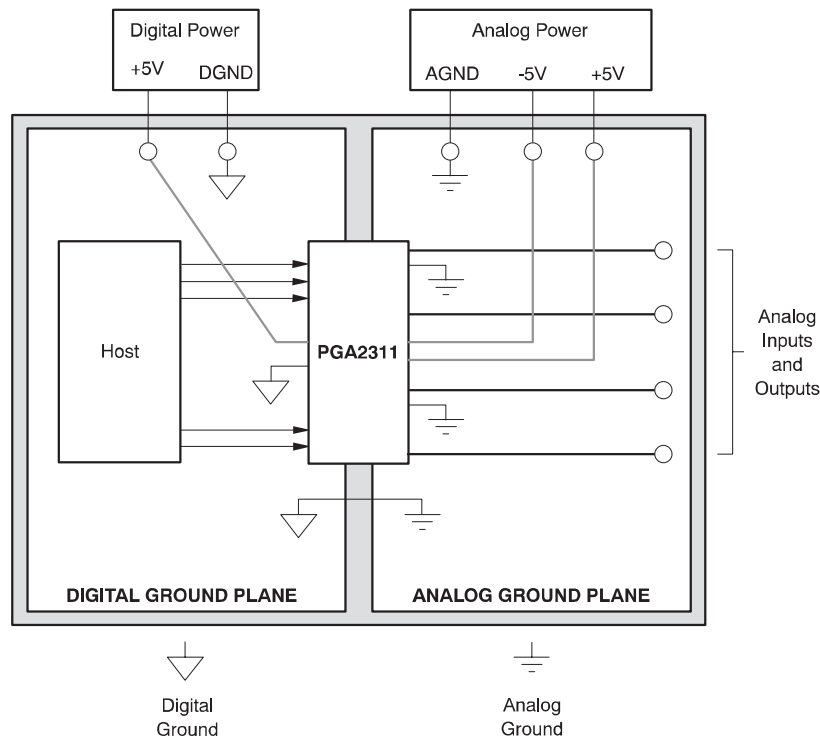 Digital Power
+5V DGND
Analog Power
AGND -5V +5V
Host
PGA2311
Analog
Inputs
and
Outputs
DIGITAL GROUND PLANE
ANALOG GROUND PLANE
Digital
Ground
Analog
Ground